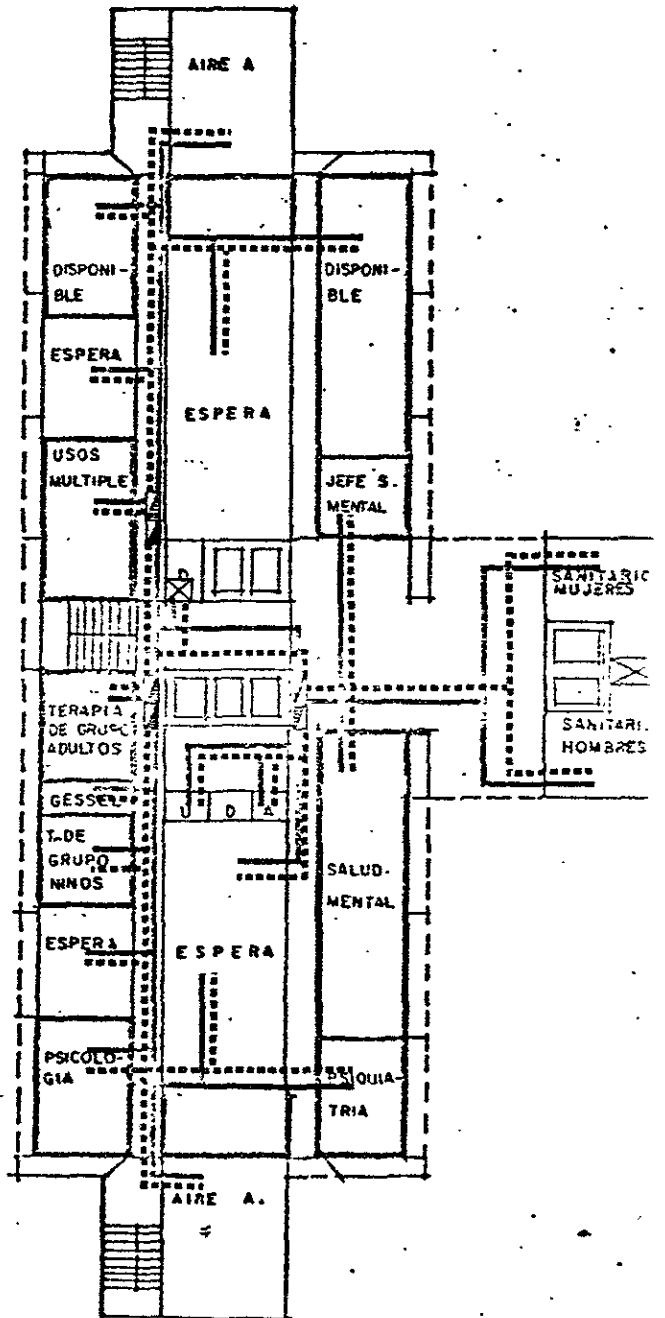 AIRE A
DISPONI-
BLE
DISPONI-
BLE
ESPERA
ESPERA
USOS
MULTIPLE
JEFE S.
MENTAL
SANITARIO
MUJERES
TERAPIA
DE GRUPO
ADULTOS
SANITARI.
HOMBRES
GESSEL
U D A
T. DE
GRUPO
NINOS
SALUD-
MENTAL
ESPERA
ESPERA
PSICOLO-
GIA
PSIQUIA-
TRIA
AIRE A.